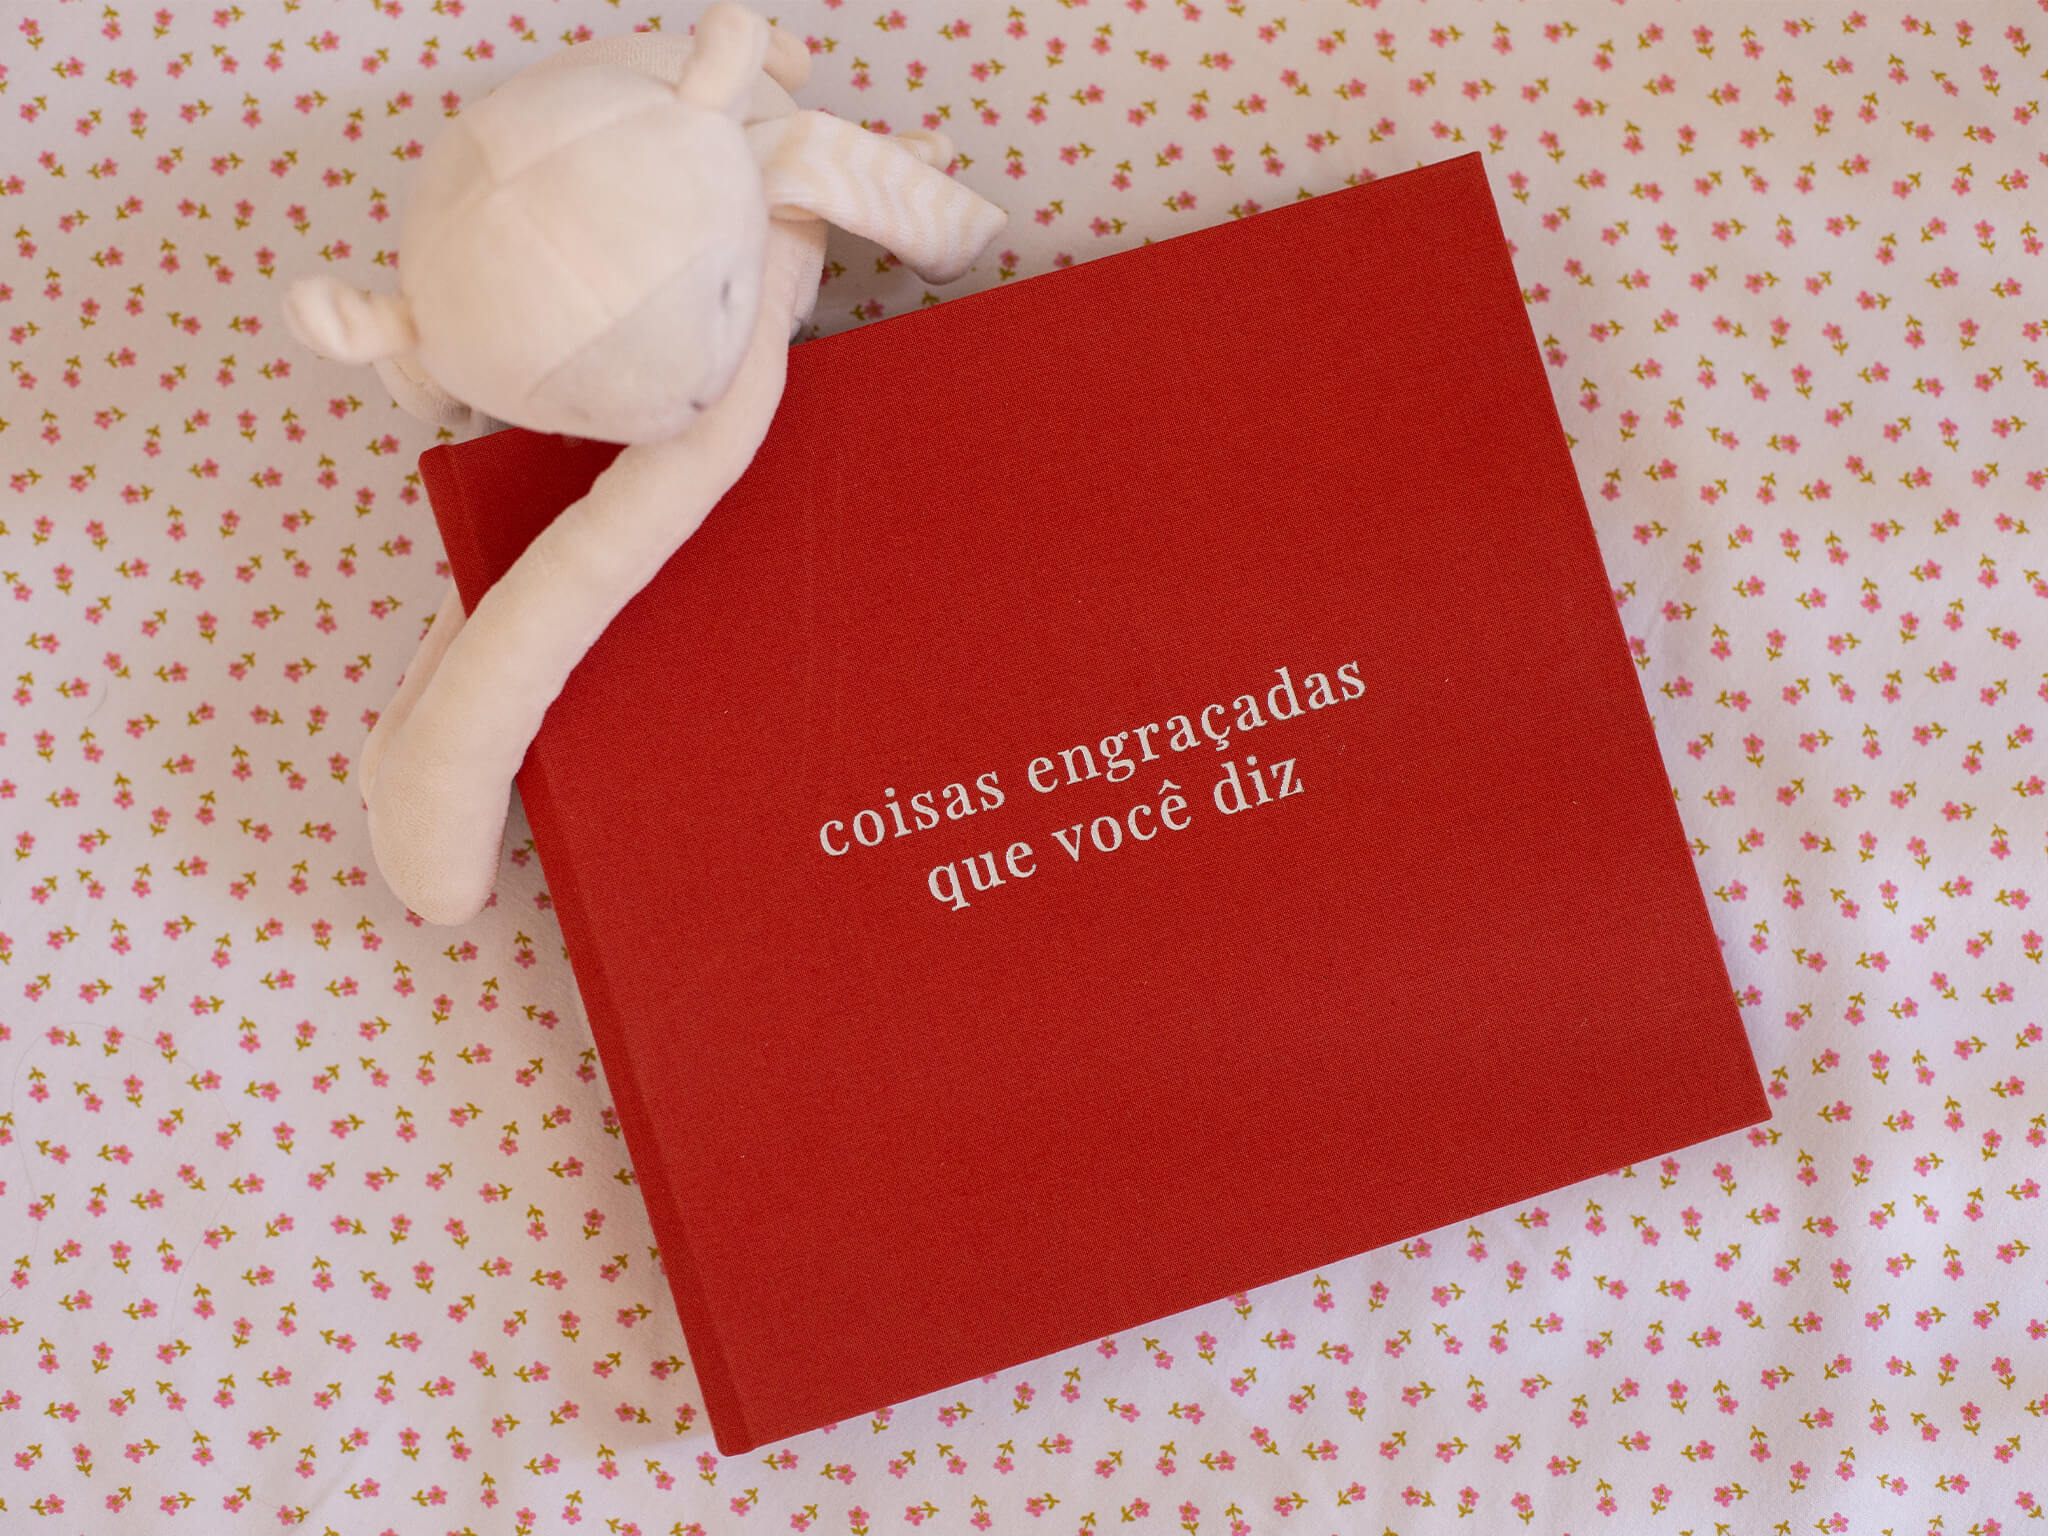 coisas engraçadas
que você diz